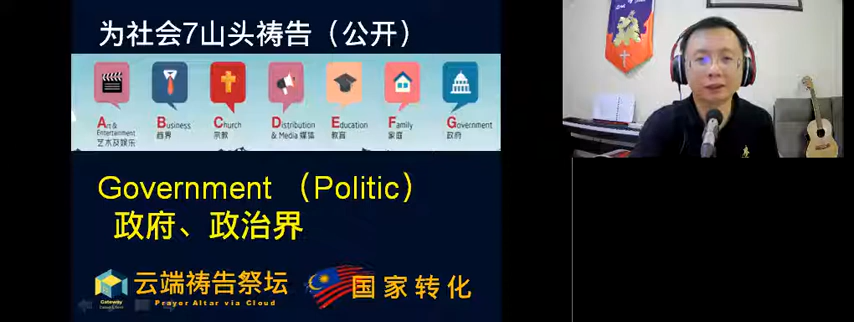 为社会7山头祷告（公开）
Art & Entertainment 艺术及娱乐
Business 商界
Church 宗教
Distribution & Media 媒体
Education 教育
Family 家庭
Government 政府
Government （Politic）
政府、政治界
云端祷告祭坛
Prayer Altar via Cloud
国家转化
Gateway